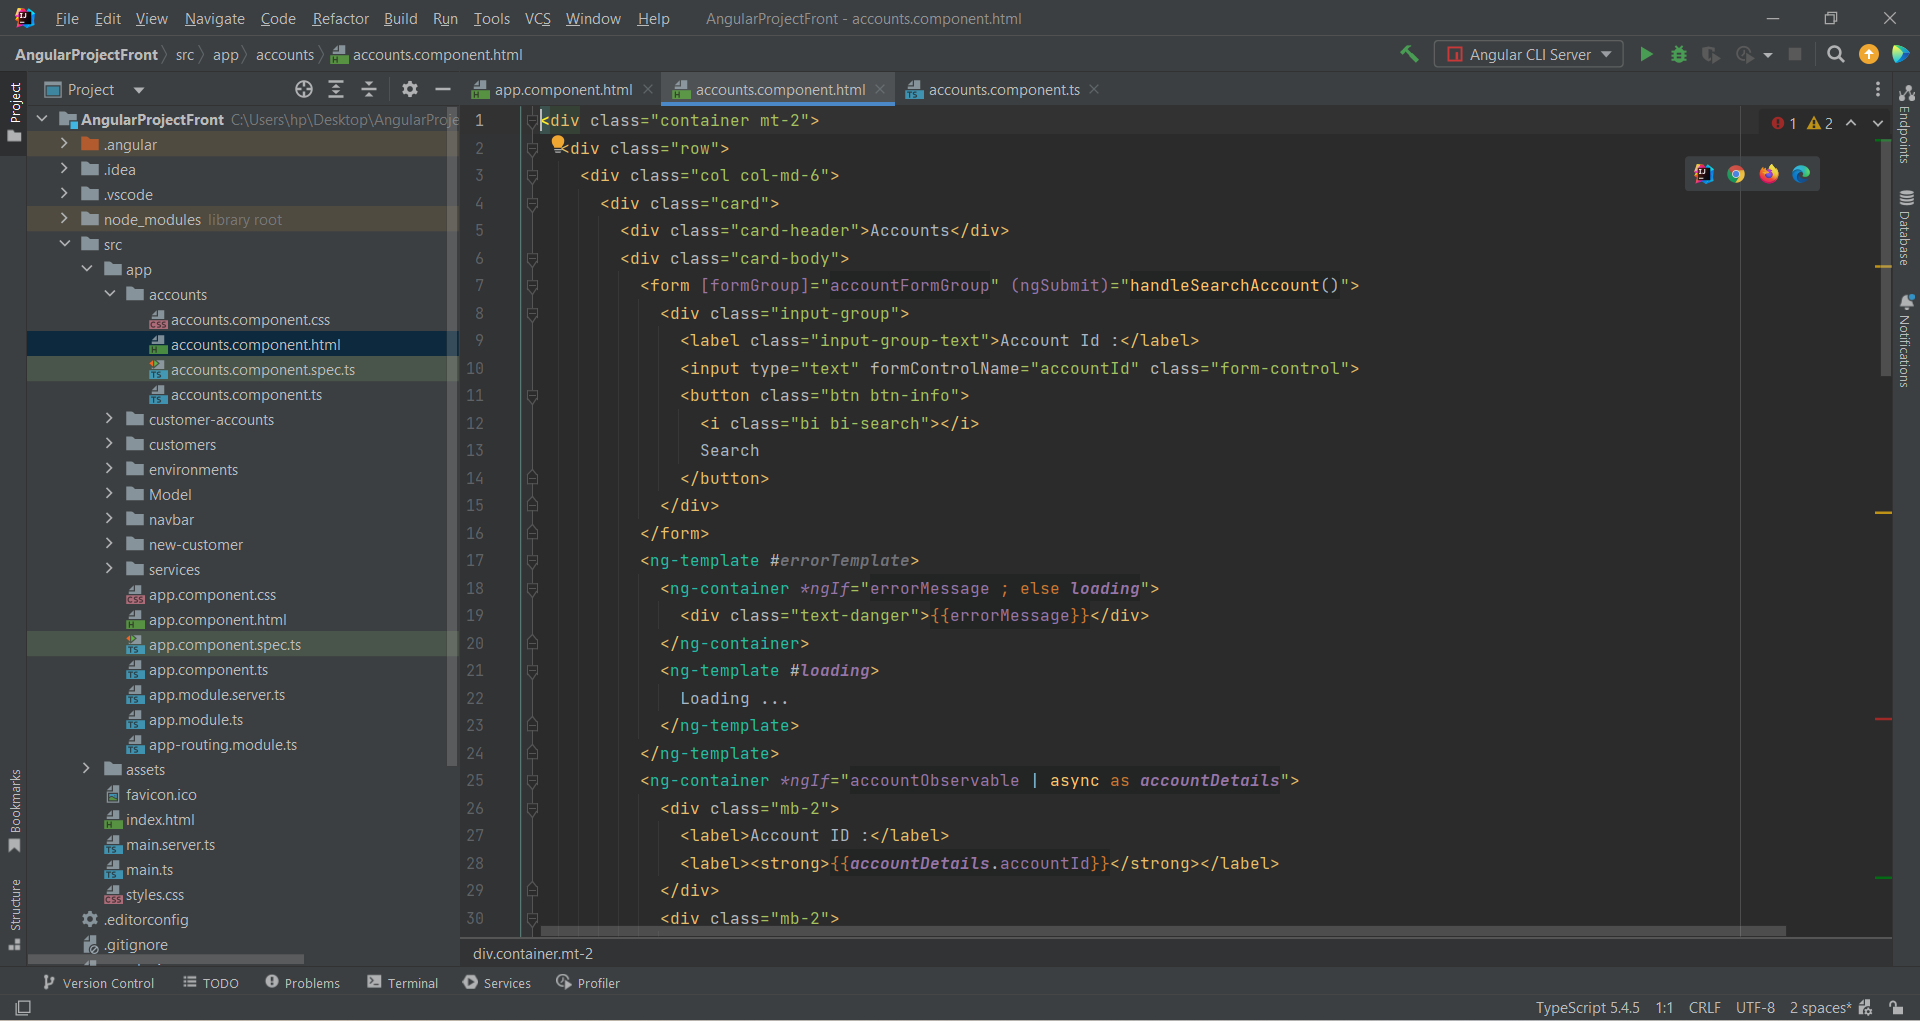 File Edit View Navigate Code Refactor Build Run Tools VCS Window Help AngularProjectFront - accounts.component.html
AngularProjectFront src app accounts accounts.component.html
Angular CLI Server
Project
app.component.html accounts.component.html accounts.component.ts
Project
AngularProjectFront C:\Users\hp\Desktop\AngularProje
.angular
.idea
.vscode
node_modules library root
src
app
accounts
accounts.component.css
accounts.component.html
accounts.component.spec.ts
accounts.component.ts
customer-accounts
customers
environments
Model
navbar
new-customer
services
app.component.css
app.component.html
app.component.spec.ts
app.component.ts
app.module.server.ts
app.module.ts
app-routing.module.ts
assets
favicon.ico
index.html
main.server.ts
main.ts
styles.css
.editorconfig
.gitignore
Bookmarks
Structure
1 <div class="container mt-2">
2 <div class="row">
3 <div class="col col-md-6">
4 <div class="card">
5 <div class="card-header">Accounts</div>
6 <div class="card-body">
7 <form [formGroup]="accountFormGroup" (ngSubmit)="handleSearchAccount()">
8 <div class="input-group">
9 <label class="input-group-text">Account Id :</label>
10 <input type="text" formControlName="accountId" class="form-control">
11 <button class="btn btn-info">
12 <i class="bi bi-search"></i>
13 Search
14 </button>
15 </div>
16 </form>
17 <ng-template #errorTemplate>
18 <ng-container *ngIf="errorMessage ; else loading">
19 <div class="text-danger">{{errorMessage}}</div>
20 </ng-container>
21 <ng-template #loading>
22 Loading ...
23 </ng-template>
24 </ng-template>
25 <ng-container *ngIf="accountObservable | async as accountDetails">
26 <div class="mb-2">
27 <label>Account ID :</label>
28 <label><strong>{{accountDetails.accountId}}</strong></label>
29 </div>
30 <div class="mb-2">
1 2
Endpoints
Database
Notifications
div.container.mt-2
Version Control TODO Problems Terminal Services Profiler
TypeScript 5.4.5 1:1 CRLF UTF-8 2 spaces*